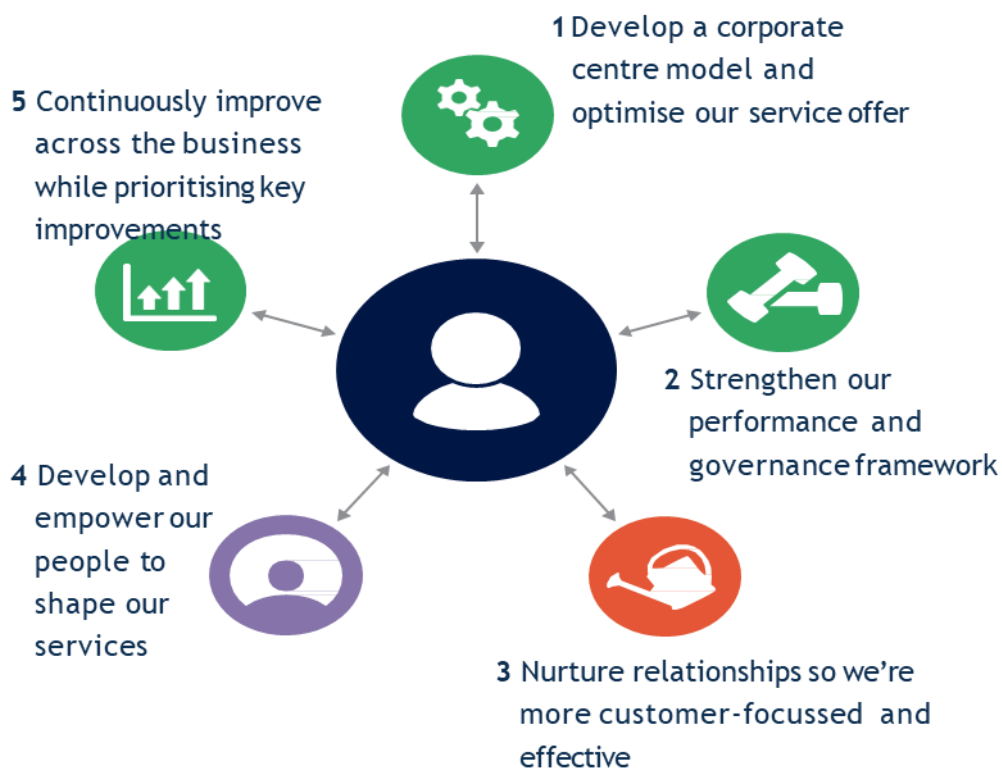 1 Develop a corporate
centre model and
optimise our service offer
2 Strengthen our
performance and
governance framework
3 Nurture relationships so we're
more customer-focussed and
effective
4 Develop and
empower our
people to
shape our
services
5 Continuously improve
across the business
while prioritising key
improvements